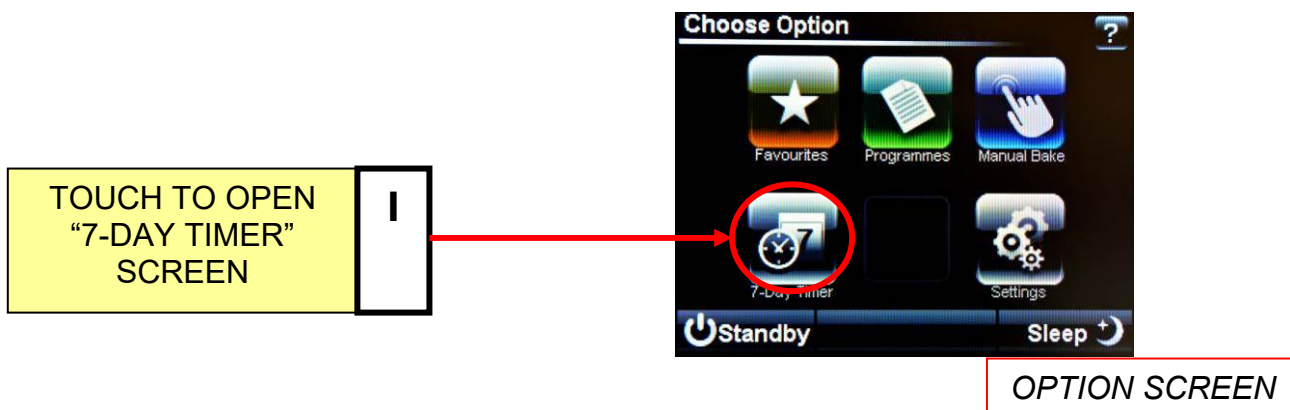 Choose Option
?
Favourites
Programmes
Manual Bake
TOUCH TO OPEN
“7-DAY TIMER”
SCREEN
I
7
7-Day Timer
Settings
Standby
Sleep
OPTION SCREEN